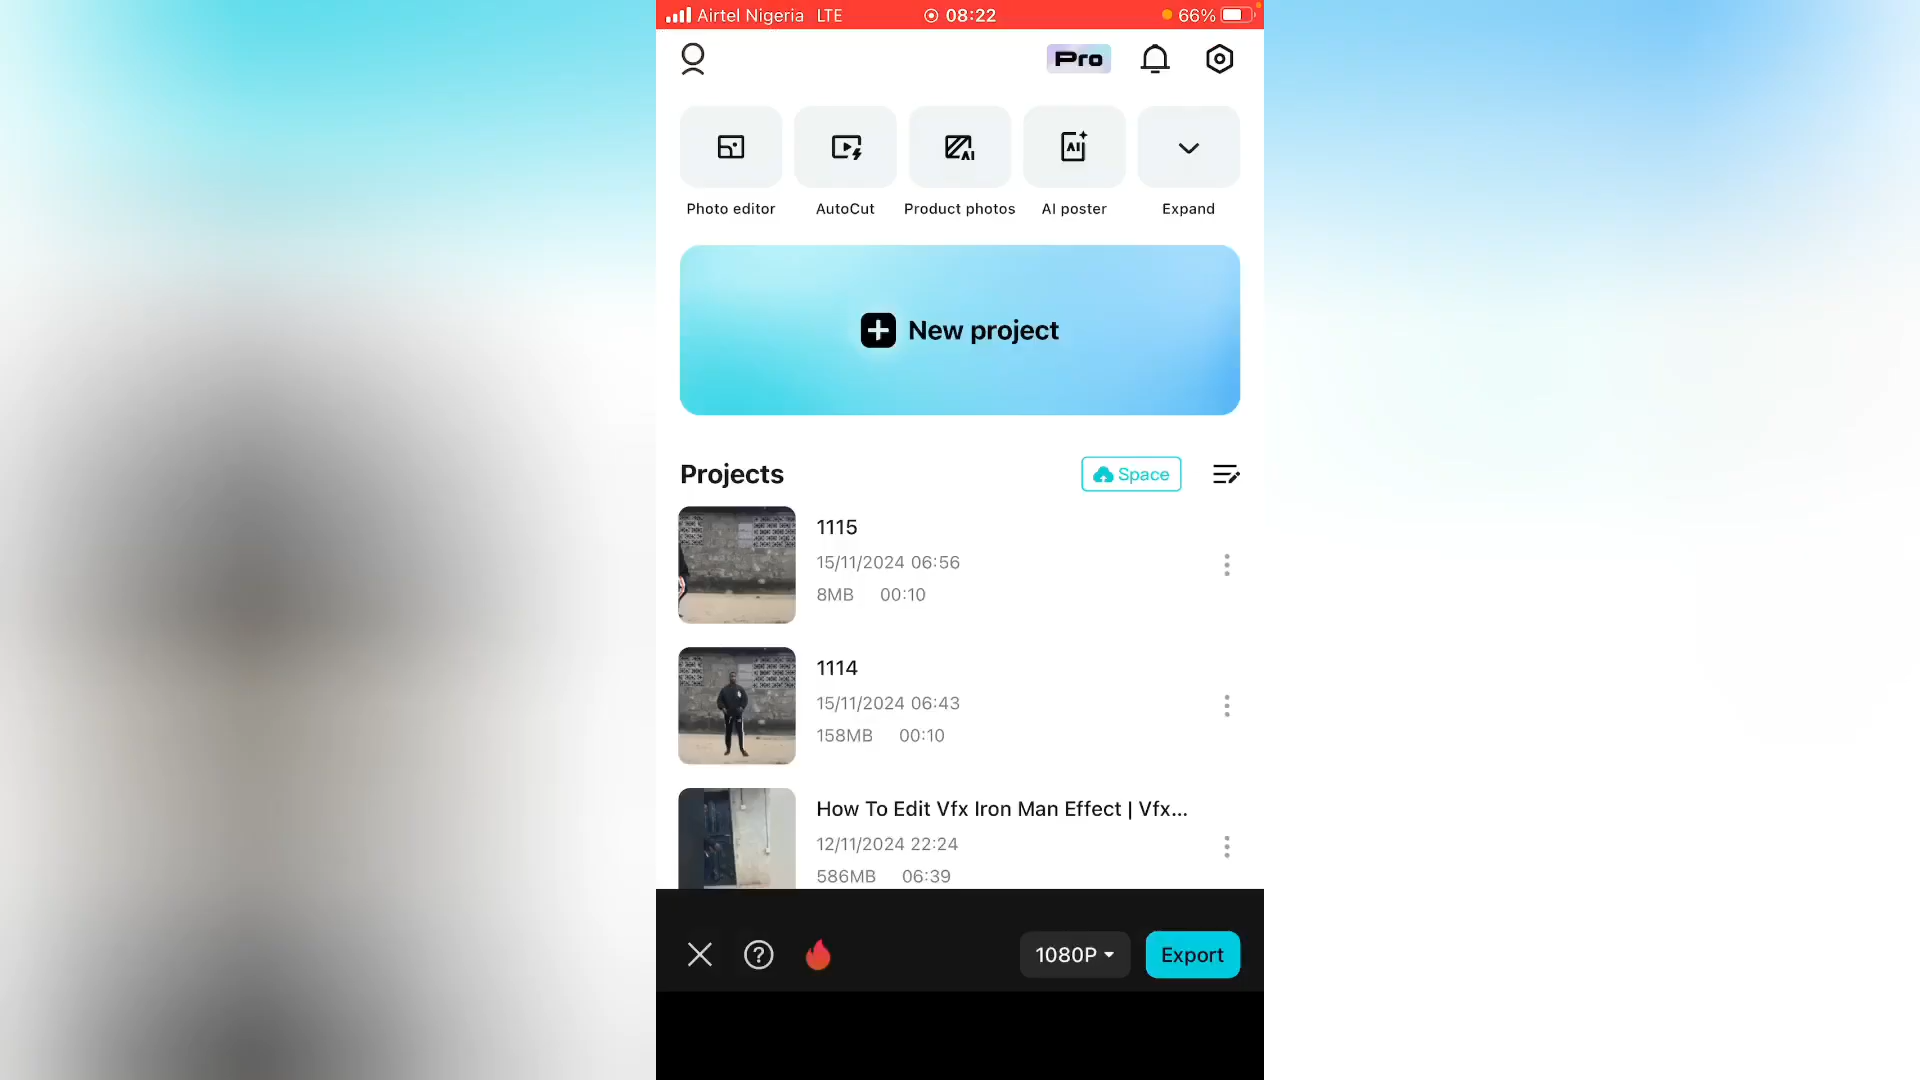 Airtel Nigeria LTE 08:22 66%
Pro
Photo editor AutoCut Product photos AI poster Expand
New project
Projects Space
1115
15/11/2024 06:56
8MB 00:10
1114
15/11/2024 06:43
158MB 00:10
How To Edit Vfx Iron Man Effect | Vfx...
12/11/2024 22:24
586MB 06:39
1080P Export